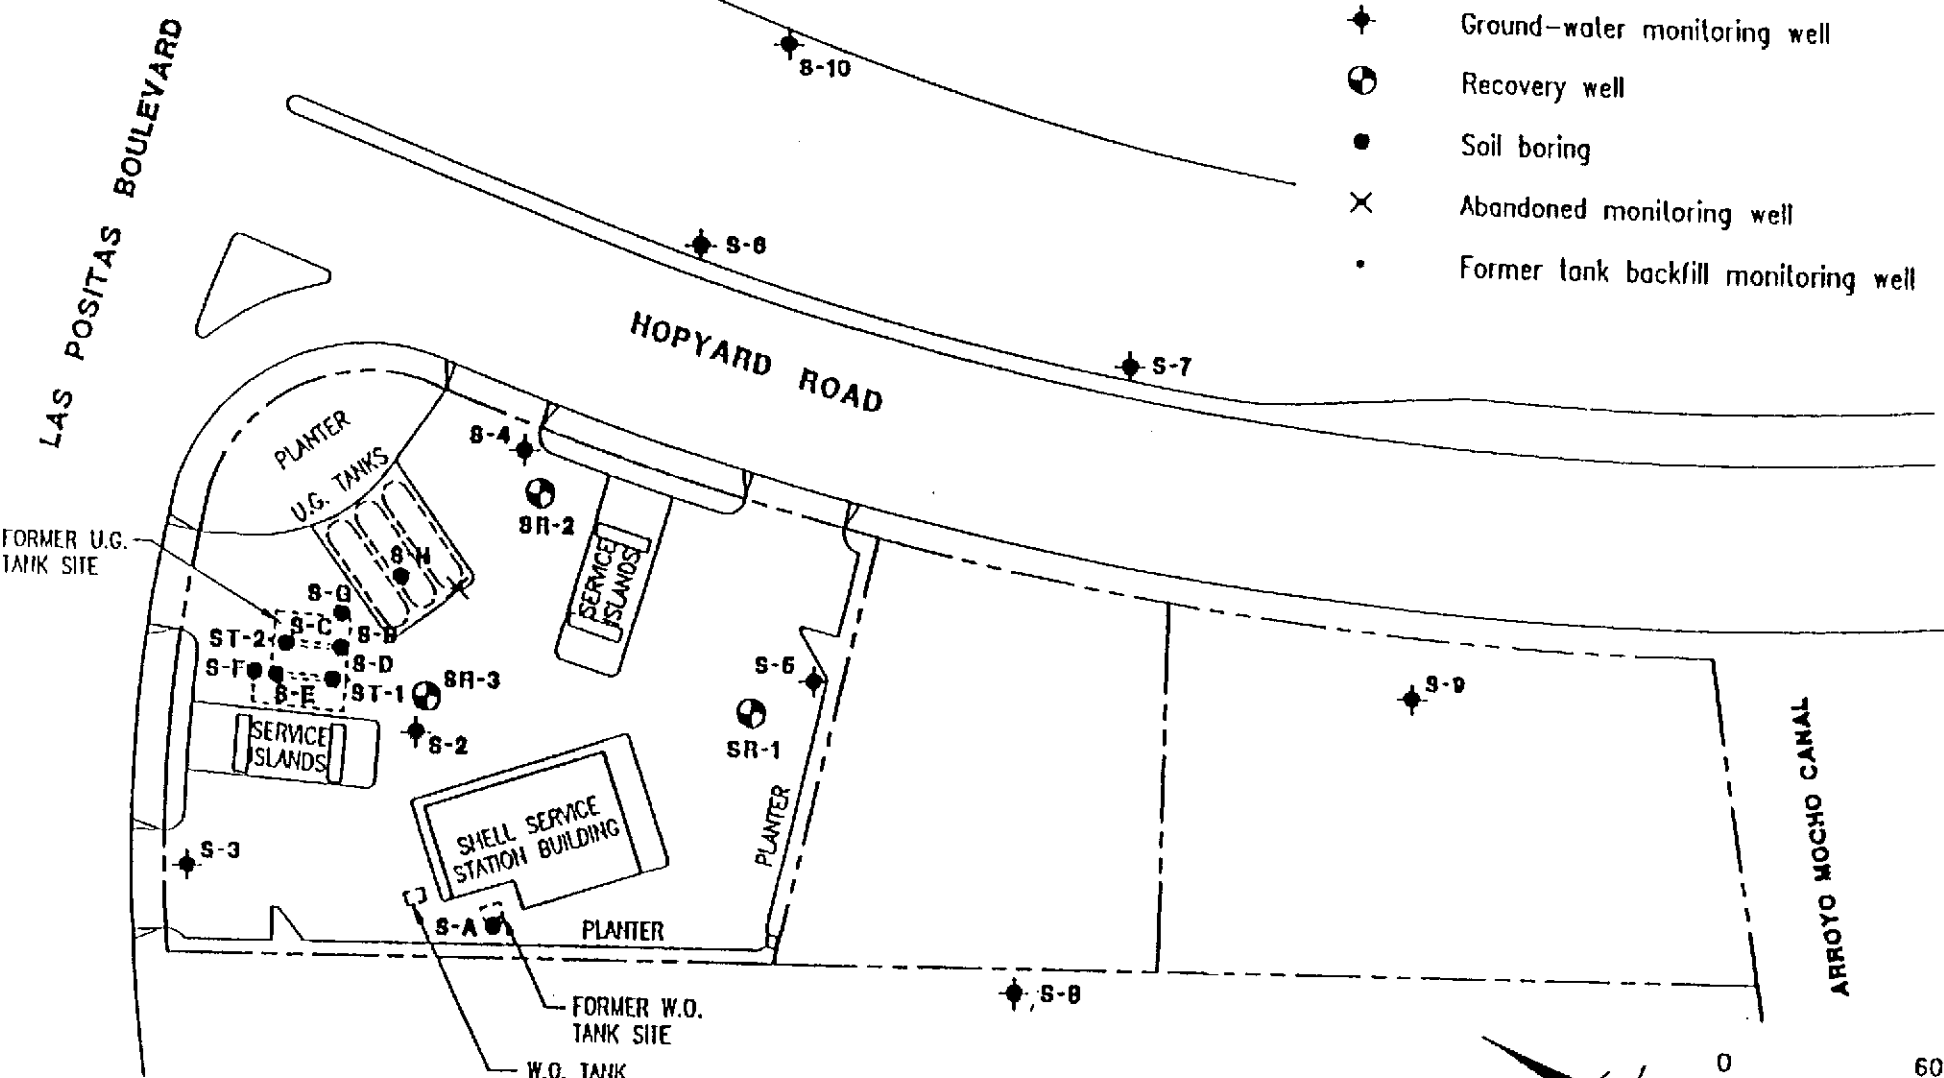 Ground-water monitoring well
Recovery well
Soil boring
Abandoned monitoring well
Former tank backfill monitoring well
S-10
LAS POSITAS BOULEVARD
S-6
HOPYARD ROAD
S-7
PLANTER
S-4
U.G. TANKS
SR-2
FORMER U.G.
TANK SITE
SERVICE
ISLANDS
S-H
S-G
S-C
S-B
ST-2
S-D
S-F
S-E
ST-1
SR-3
S-5
S-9
SERVICE
ISLANDS
S-2
SR-1
ARROYO MOCHO CANAL
SHELL SERVICE
STATION BUILDING
PLANTER
S-3
S-A
PLANTER
S-8
FORMER W.O.
TANK SITE
W.O. TANK
0
60